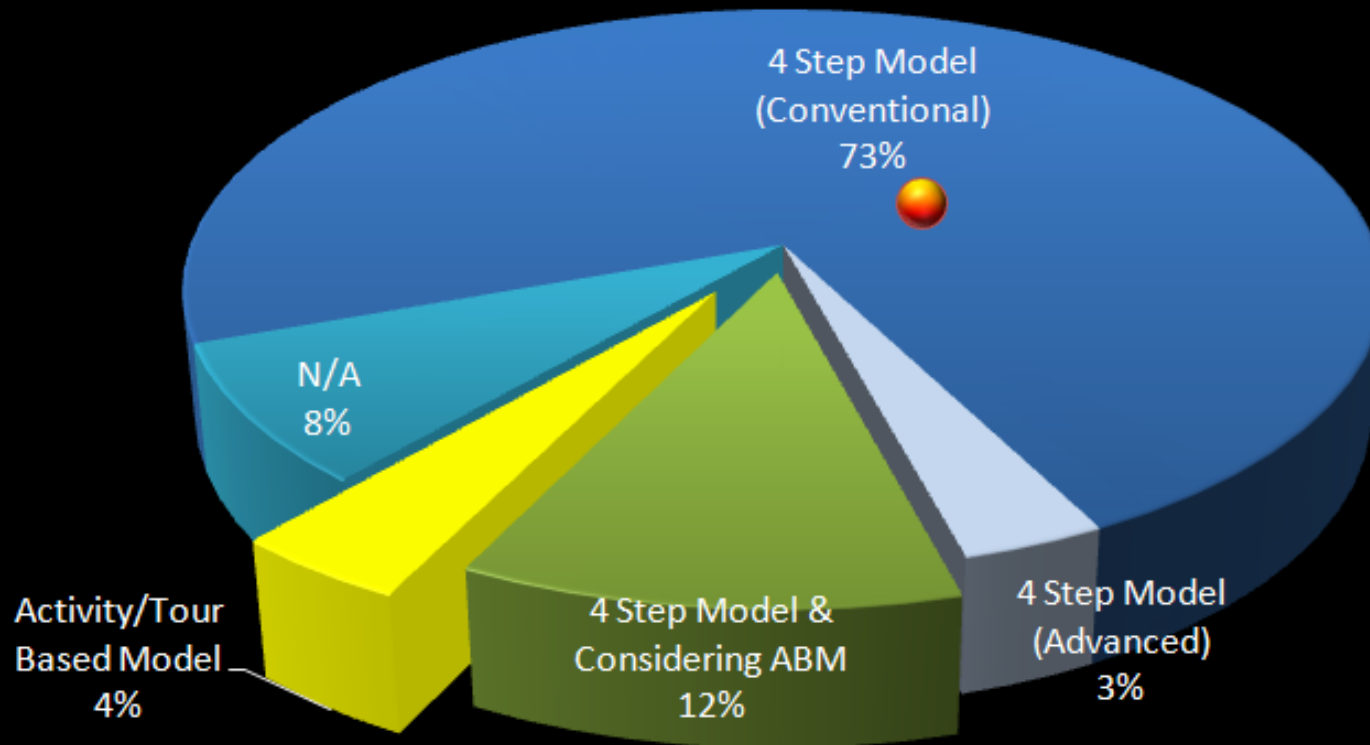 4 Step Model
(Conventional)
73%
N/A
8%
Activity/Tour
Based Model
4%
4 Step Model &
Considering ABM
12%
4 Step Model
(Advanced)
3%